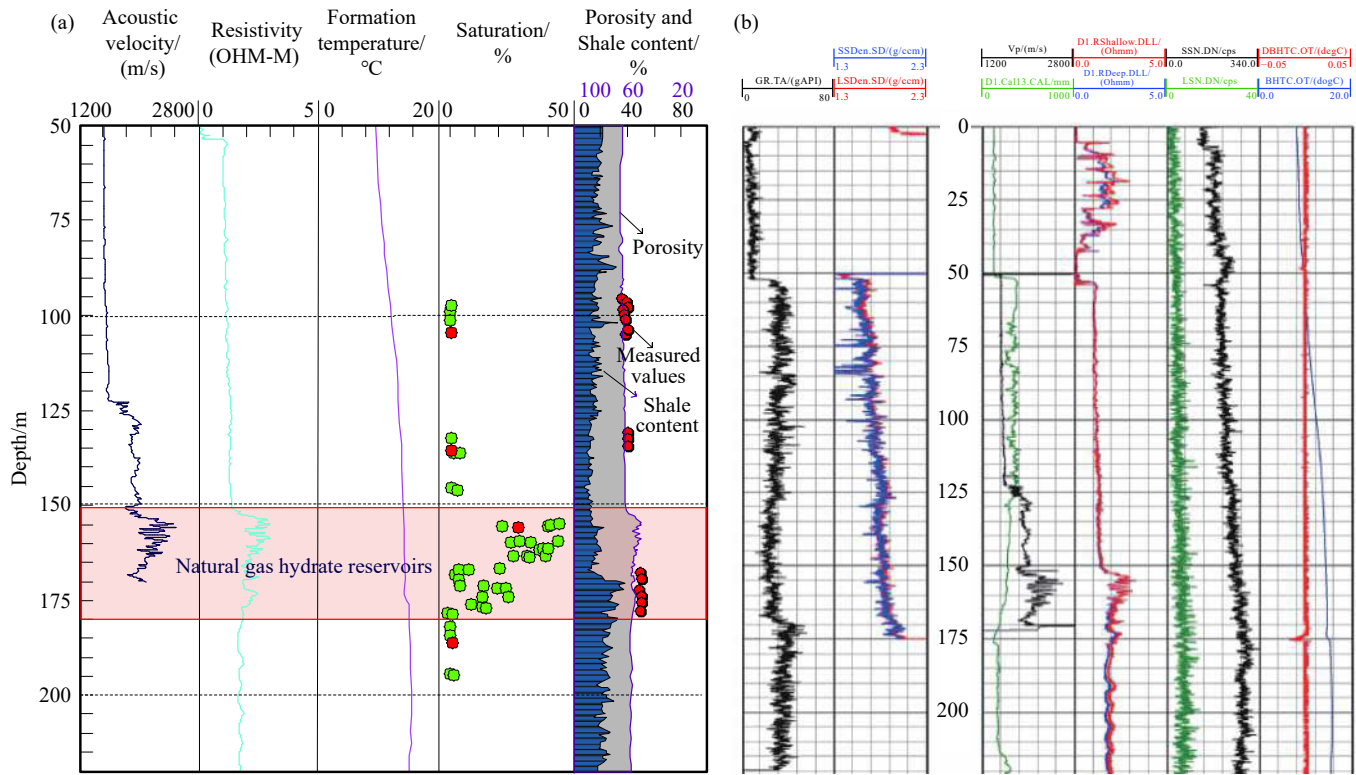 (a)
Acoustic
velocity/
(m/s)
Resistivity
(OHM-M)
Formation
temperature/
℃
Saturation/
%
Porosity and
Shale content/
%
100 60 20
1200 2800 0 5 0 20 0 50 0 40 80
Depth/m
50
75
100
125
150
175
200
Porosity
Measured
values
Shale
content
Natural gas hydrate reservoirs
(b)
GR.TA/(gAPI)
0 80
SSDen.SD/(g/ccm)
1.3 2.3
LSDen.SD/(g/ccm)
1.3 2.3
Vp/(m/s)
1200 2800
D1.Cal13.CAL/mm
0 1000
D1.RShallow.DLL/
(Ohmm)
0.0 5.0
D1.RDeep.DLL/
(Ohmm)
0.0 5.0
SSN.DN/cps
0.0 340.0
LSN.DN/cps
0 40
DBHTC.OT/(degC)
−0.05 0.05
BHTC.OT/(dogC)
0.0 20.0
0
25
50
75
100
125
150
175
200